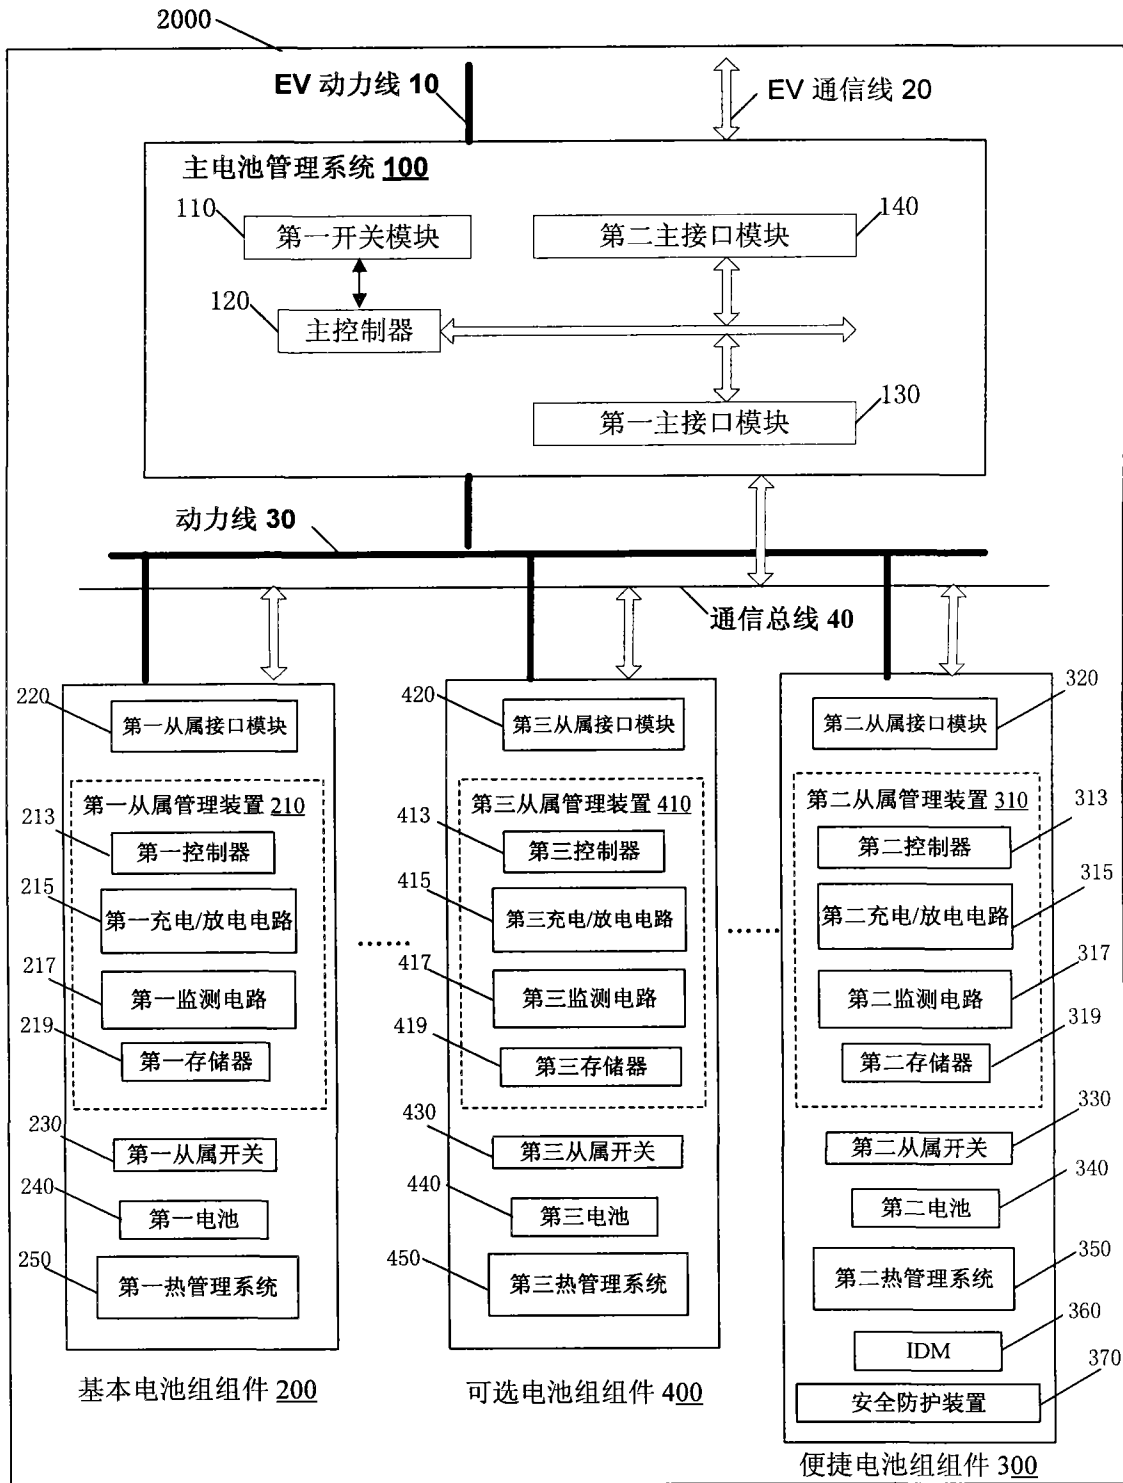 2000
EV 动力线 10
EV 通信线 20
主电池管理系统 100
110
第一开关模块
140
第二主接口模块
120
主控制器
130
第一主接口模块
动力线 30
通信总线 40
220
第一从属接口模块
第一从属管理装置 210
213
第一控制器
215
第一充电/放电电路
217
第一监测电路
219
第一存储器
230
第一从属开关
240
第一电池
250
第一热管理系统
基本电池组组件 200
420
第三从属接口模块
第三从属管理装置 410
413
第三控制器
415
第三充电/放电电路
417
第三监测电路
419
第三存储器
430
第三从属开关
440
第三电池
450
第三热管理系统
可选电池组组件 400
320
第二从属接口模块
第二从属管理装置 310
313
第二控制器
315
第二充电/放电电路
317
第二监测电路
319
第二存储器
330
第二从属开关
340
第二电池
350
第二热管理系统
360
IDM
370
安全防护装置
便捷电池组组件 300